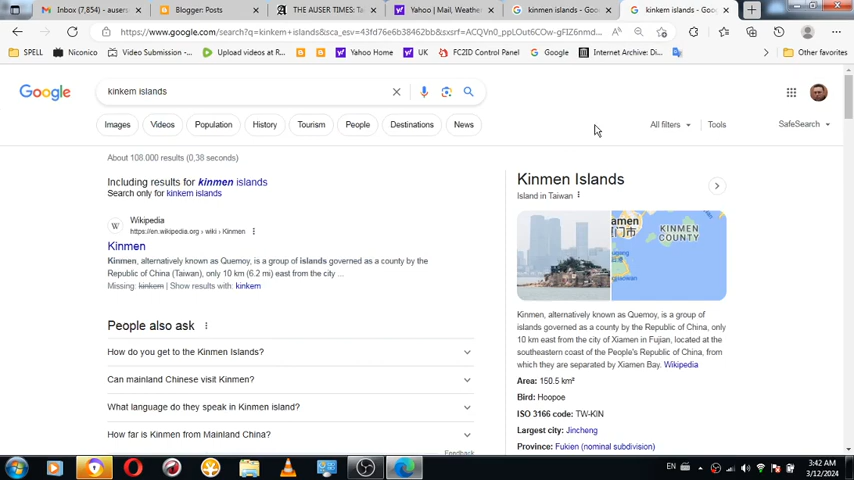 Inbox (7,854) - ausers
Blogger Posts
THE AUSER TIMES: Ta
Yahoo | Mail, Weather
kinmen islands - Goo
kinkem islands - Goo
https://www.google.com/search?q=kinkem+islands&sca_esv=43fd76e6b38462bb&sxsrf=ACQVn0_ppLOut6COw-gFIZ6nmd...
SPELL
Niconico
Video Submission -...
Upload videos at R...
Yahoo Home
UK
FC2ID Control Panel
Google
Internet Archive: Di...
Other favorites
Google
kinkem islands
Images
Videos
Population
History
Tourism
People
Destinations
News
All filters
Tools
SafeSearch
About 108.000 results (0,38 seconds)
Including results for kinmen islands
Search only for kinkem islands
W
Wikipedia
https://en.wikipedia.org › wiki › Kinmen
Kinmen
Kinmen, alternatively known as Quemoy, is a group of islands governed as a county by the
Republic of China (Taiwan), only 10 km (6.2 mi) east from the city ...
Missing: kinkem | Show results with: kinkem
People also ask
How do you get to the Kinmen Islands?
Can mainland Chinese visit Kinmen?
What language do they speak in Kinmen island?
How far is Kinmen from Mainland China?
Feedback
Kinmen Islands
Island in Taiwan
amen
门市
KINMEN
COUNTY
Kinmen, alternatively known as Quemoy, is a group of
islands governed as a county by the Republic of China, only
10 km east from the city of Xiamen in Fujian, located at the
southeastern coast of the People's Republic of China, from
which they are separated by Xiamen Bay. Wikipedia
Area: 150.5 km²
Bird: Hoopoe
ISO 3166 code: TW-KIN
Largest city: Jincheng
Province: Fukien (nominal subdivision)
EN
3:42 AM
3/12/2024